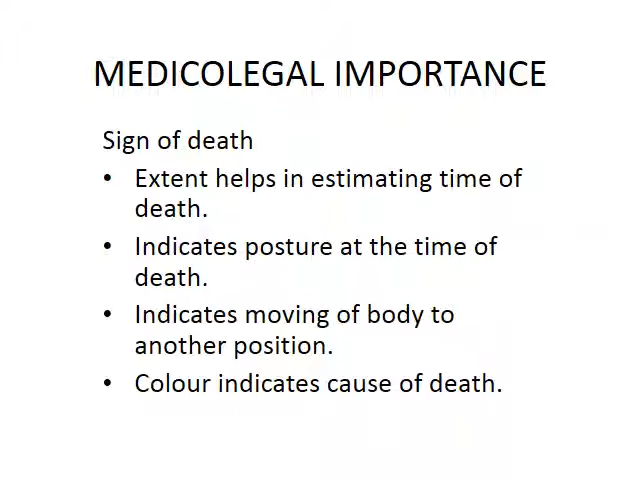 MEDICOLEGAL IMPORTANCE
Sign of death
• Extent helps in estimating time of
death.
• Indicates posture at the time of
death.
• Indicates moving of body to
another position.
• Colour indicates cause of death.